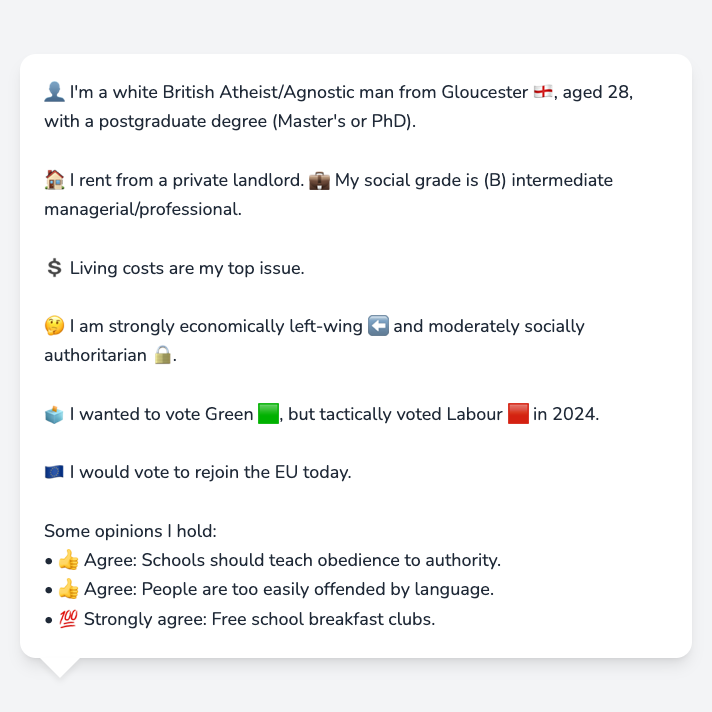 👤 I'm a white British Atheist/Agnostic man from Gloucester 🏴󠁧󠁢󠁥󠁮󠁧󠁿, aged 28,
with a postgraduate degree (Master's or PhD).
🏠 I rent from a private landlord. 💼 My social grade is (B) intermediate
managerial/professional.
💲 Living costs are my top issue.
🤔 I am strongly economically left-wing ⬅️ and moderately socially
authoritarian 🔒.
🗳️ I wanted to vote Green 🟩, but tactically voted Labour 🟥 in 2024.
🇪🇺 I would vote to rejoin the EU today.
Some opinions I hold:
• 👍 Agree: Schools should teach obedience to authority.
• 👍 Agree: People are too easily offended by language.
• 💯 Strongly agree: Free school breakfast clubs.